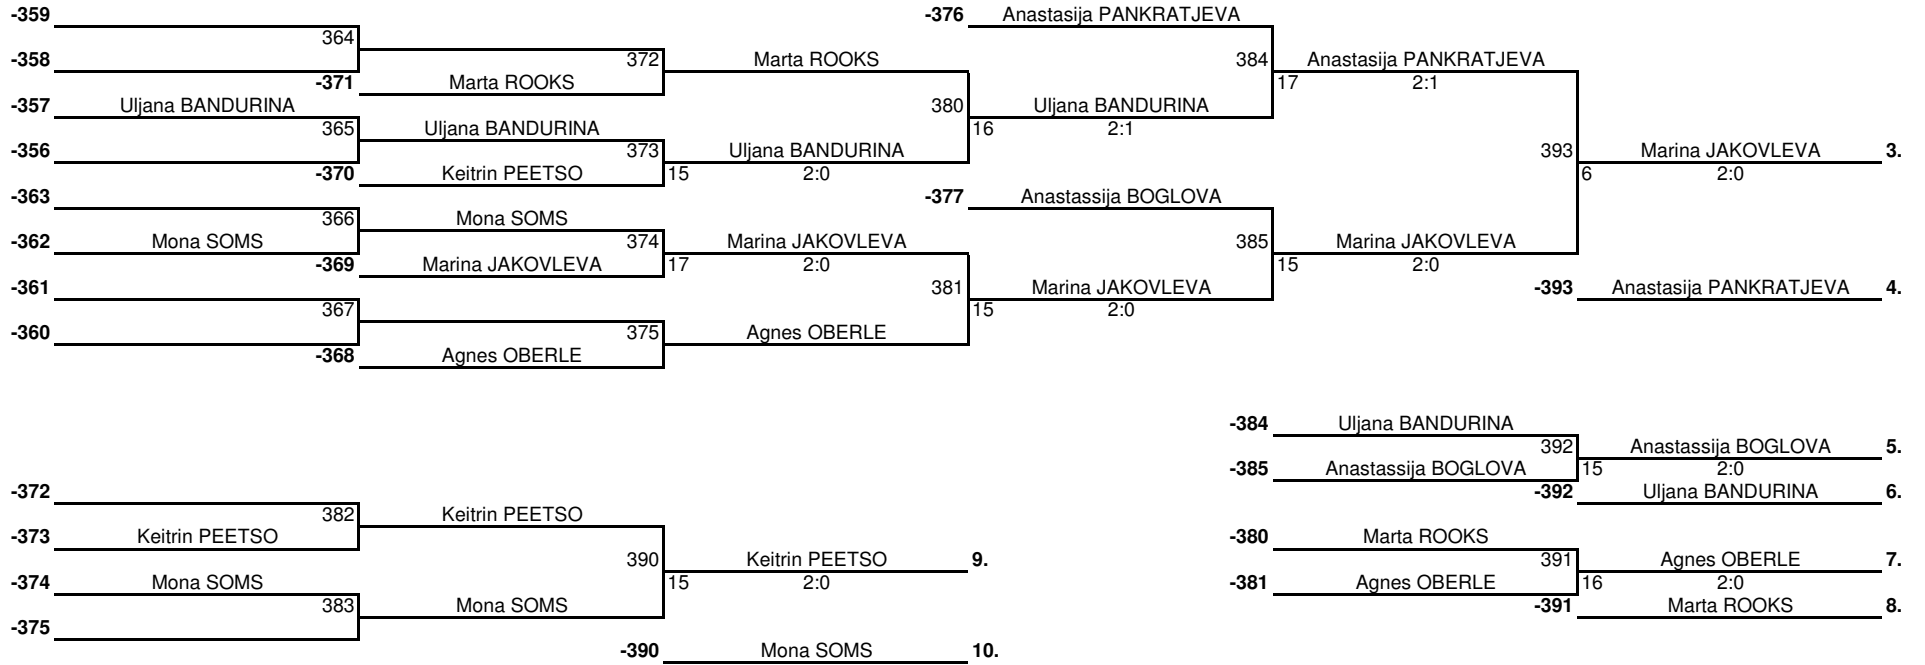 -359
-376 Anastasija PANKRATJEVA
364
-358 372 Marta ROOKS 384 Anastasija PANKRATJEVA
-371 Marta ROOKS 17 2:1
-357 Uljana BANDURINA 380 Uljana BANDURINA
365 Uljana BANDURINA 16 2:1
-356 373 Uljana BANDURINA 393 Marina JAKOVLEVA 3.
-370 Keitrin PEETSO 15 2:0 6 2:0
-363 -377 Anastassija BOGLOVA
366 Mona SOMS
-362 Mona SOMS 374 Marina JAKOVLEVA 385 Marina JAKOVLEVA
-369 Marina JAKOVLEVA 17 2:0 15 2:0
-361 381 Marina JAKOVLEVA -393 Anastasija PANKRATJEVA 4.
367 15 2:0
-360 375 Agnes OBERLE
-368 Agnes OBERLE
-384 Uljana BANDURINA
392 Anastassija BOGLOVA 5.
-385 Anastassija BOGLOVA 15 2:0
-372 -392 Uljana BANDURINA 6.
382 Keitrin PEETSO
-373 Keitrin PEETSO -380 Marta ROOKS
390 Keitrin PEETSO 9. 391 Agnes OBERLE 7.
-374 Mona SOMS 15 2:0 -381 Agnes OBERLE 16 2:0
383 Mona SOMS -391 Marta ROOKS 8.
-375
-390 Mona SOMS 10.